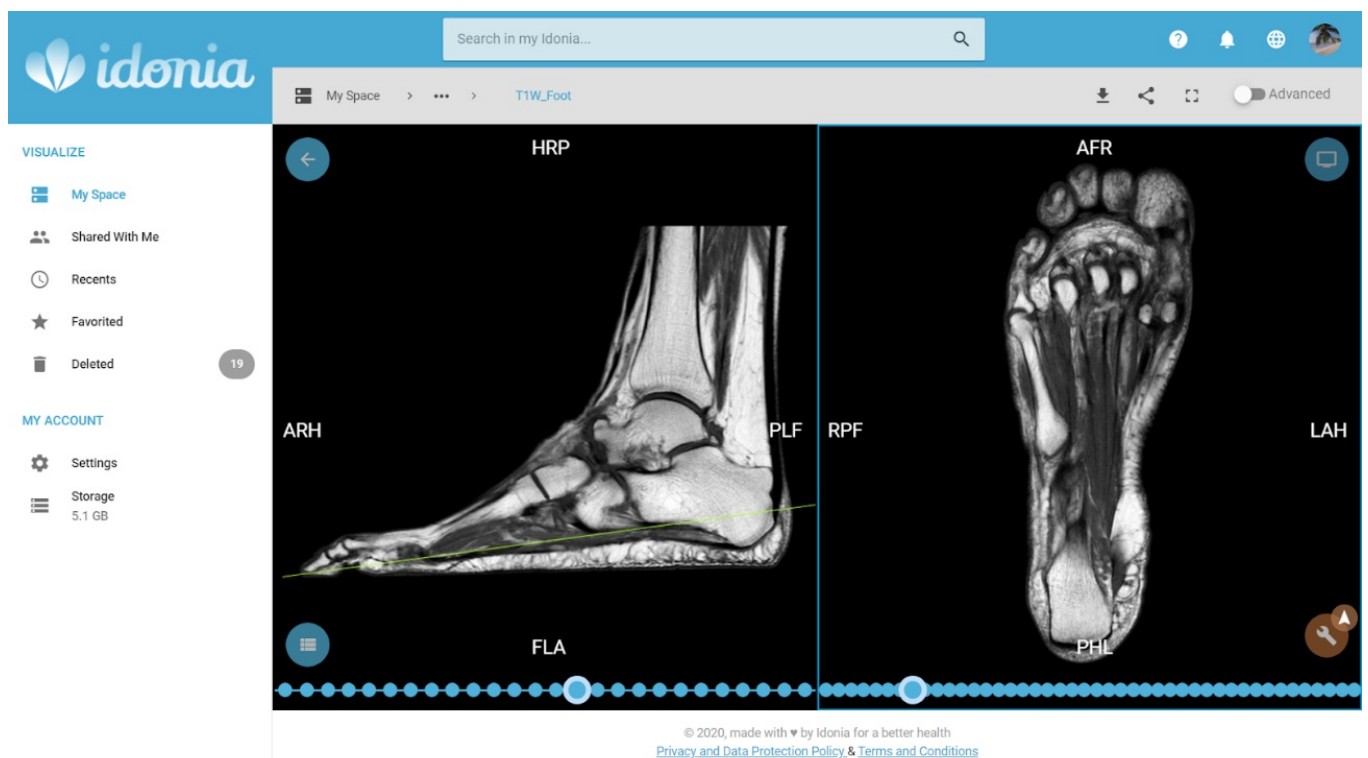 idonia
Search in my Idonia...
?
My Space > ••• > T1W_Foot
Advanced
VISUALIZE
My Space
Shared With Me
Recents
Favorited
Deleted 19
MY ACCOUNT
Settings
Storage
5.1 GB
HRP
ARH
PLF
FLA
AFR
RPF
LAH
PHL
© 2020, made with ♥ by Idonia for a better health
Privacy and Data Protection Policy & Terms and Conditions